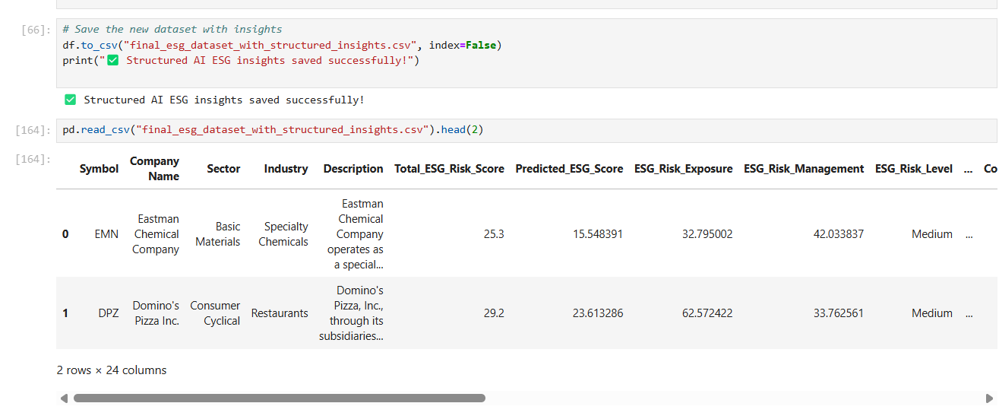 [66]:
# Save the new dataset with insights
df.to_csv("final_esg_dataset_with_structured_insights.csv", index=False)
print("✅ Structured AI ESG insights saved successfully!")
✅ Structured AI ESG insights saved successfully!
[164]:
pd.read_csv("final_esg_dataset_with_structured_insights.csv").head(2)
[164]:
Symbol Company Name Sector Industry Description Total_ESG_Risk_Score Predicted_ESG_Score ESG_Risk_Exposure ESG_Risk_Management ESG_Risk_Level ... Co
0 EMN Eastman Chemical Company Basic Materials Specialty Chemicals Eastman Chemical Company operates as a special... 25.3 15.548391 32.795002 42.033837 Medium ...
1 DPZ Domino's Pizza Inc. Consumer Cyclical Restaurants Domino's Pizza, Inc., through its subsidiaries... 29.2 23.613286 62.572422 33.762561 Medium ...
2 rows × 24 columns